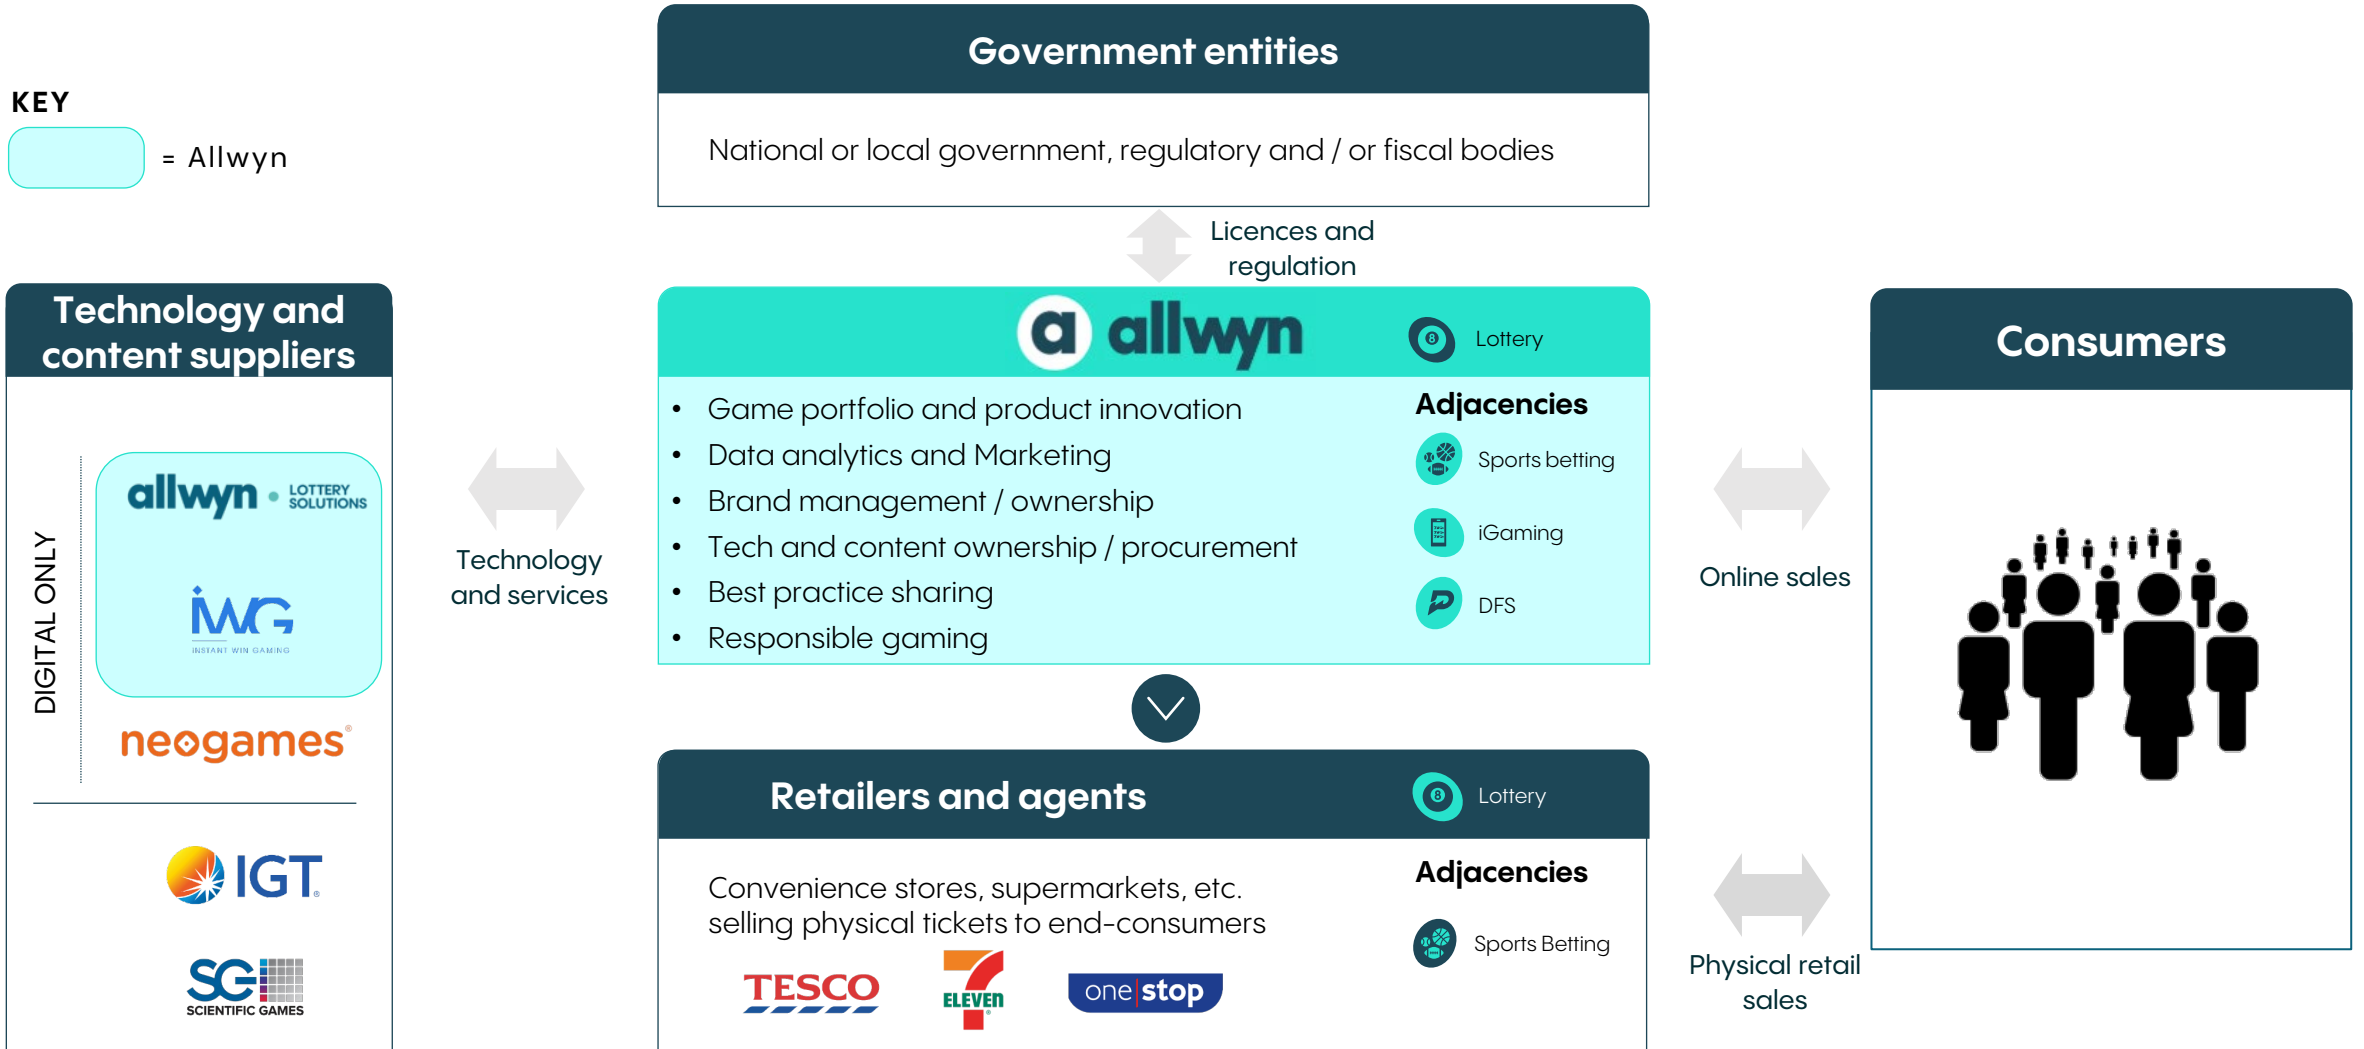 Government entities
National or local government, regulatory and / or fiscal bodies
KEY
= Allwyn
Licences and
regulation
Technology and
content suppliers
DIGITAL ONLY
allwyn • LOTTERY
SOLUTIONS
iWG
INSTANT WIN GAMING
neogames®
IGT®
SG
SCIENTIFIC GAMES
Technology
and services
a allwyn
8
Lottery
• Game portfolio and product innovation
• Data analytics and Marketing
• Brand management / ownership
• Tech and content ownership / procurement
• Best practice sharing
• Responsible gaming
Adjacencies
Sports betting
iGaming
DFS
Retailers and agents
8
Lottery
Convenience stores, supermarkets, etc.
selling physical tickets to end-consumers
TESCO
7
ELEVEn®
one|stop
Adjacencies
Sports Betting
Online sales
Physical retail
sales
Consumers